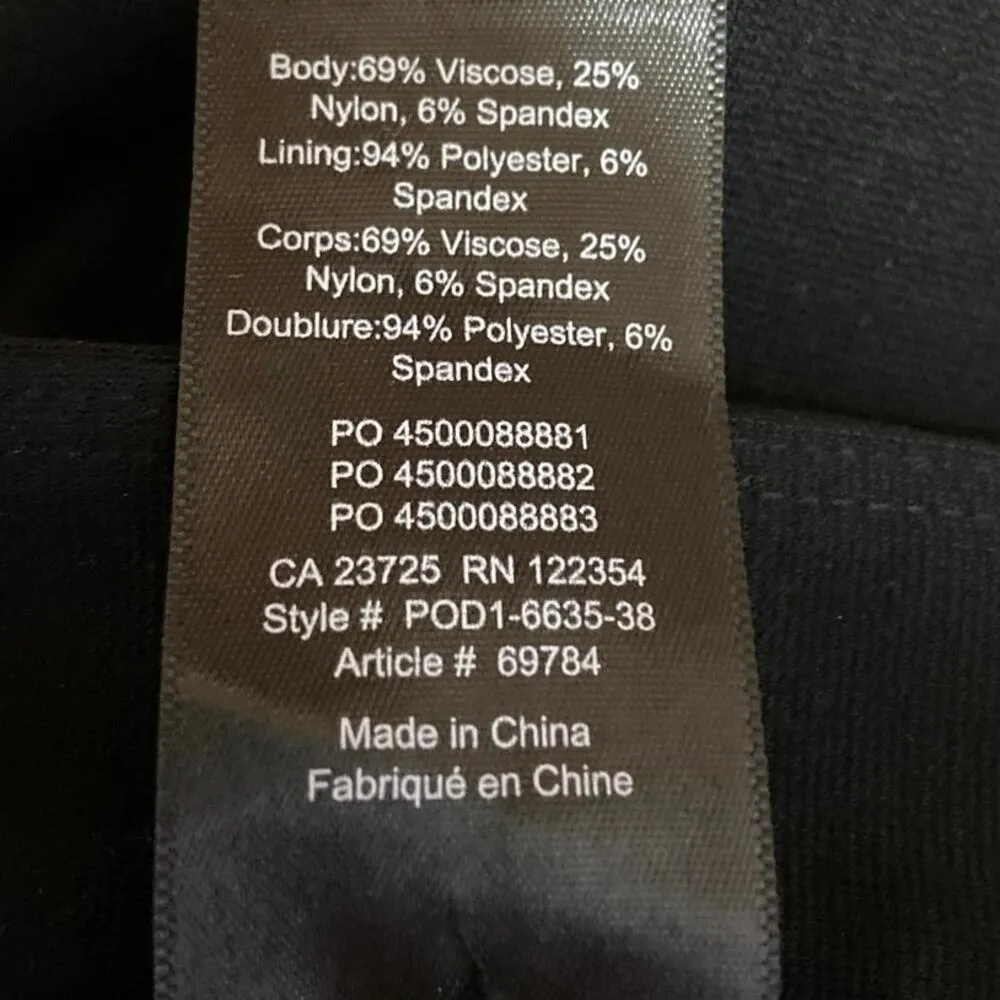 Body:69% Viscose, 25%
Nylon, 6% Spandex
Lining:94% Polyester, 6%
Spandex
Corps:69% Viscose, 25%
Nylon, 6% Spandex
Doublure:94% Polyester, 6%
Spandex
PO 4500088881
PO 4500088882
PO 4500088883
CA 23725 RN 122354
Style # POD1-6635-38
Article # 69784
Made in China
Fabriqué en Chine